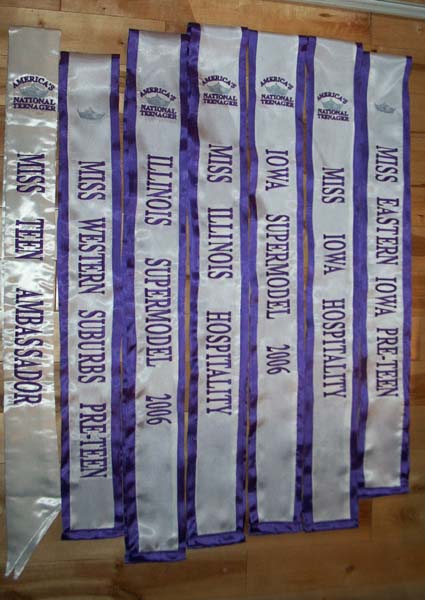 AMERICA'S
NATIONAL
TEENAGER
MISS TEEN AMBASSADOR
MISS WESTERN SUBURBS PRE-TEEN
AMERICA'S
NATIONAL
TEENAGER
ILLINOIS SUPERMODEL 2006
AMERICA'S
NATIONAL
TEENAGER
MISS ILLINOIS HOSPITALITY
AMERICA'S
NATIONAL
TEENAGER
IOWA SUPERMODEL 2006
AMERICA'S
NATIONAL
TEENAGER
MISS IOWA HOSPITALITY
MISS EASTERN IOWA PRE-TEEN